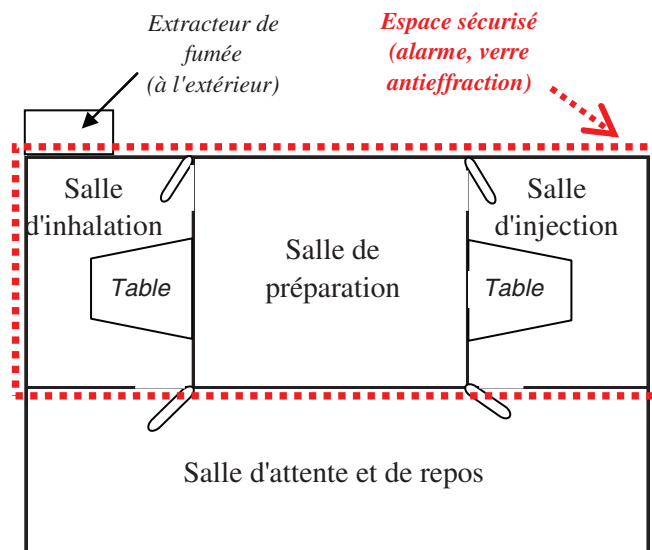 Extracteur de
fumée
(à l'extérieur)
Espace sécurisé
(alarme, verre
antieffraction)
Salle
d'inhalation
Table
Salle de
préparation
Salle
d'injection
Table
Salle d'attente et de repos